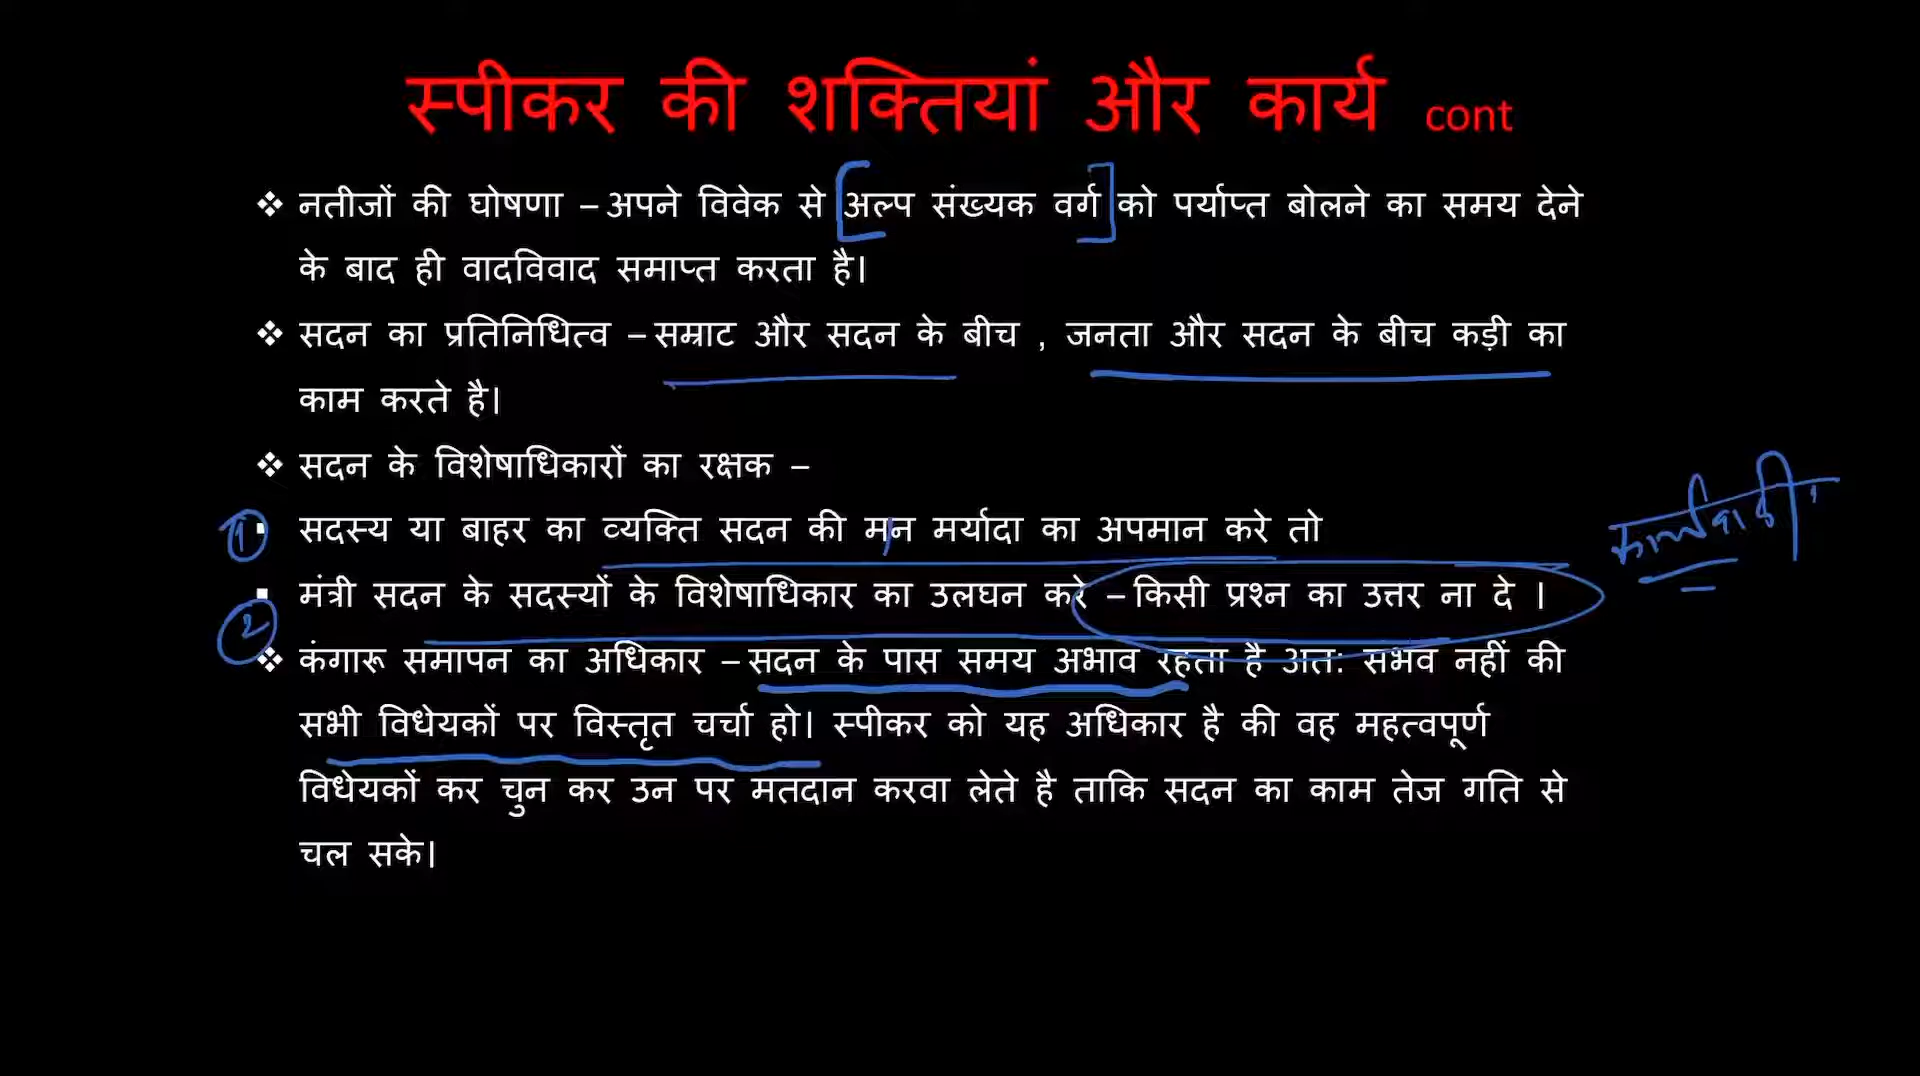 स्पीकर की शक्तियां और कार्य cont
❖ नतीजों की घोषणा – अपने विवेक से अल्प संख्यक वर्ग को पर्याप्त बोलने का समय देने
के बाद ही वादविवाद समाप्त करता है।
❖ सदन का प्रतिनिधित्व – सम्राट और सदन के बीच , जनता और सदन के बीच कड़ी का
काम करते है।
❖ सदन के विशेषाधिकारों का रक्षक –
1 ▪ सदस्य या बाहर का व्यक्ति सदन की मन मर्यादा का अपमान करे तो
कार्यवाही
2 ▪ मंत्री सदन के सदस्यों के विशेषाधिकार का उलघन करे – किसी प्रश्न का उत्तर ना दे ।
❖ कंगारू समापन का अधिकार – सदन के पास समय अभाव रहता है अत: संभव नहीं की
सभी विधेयकों पर विस्तृत चर्चा हो। स्पीकर को यह अधिकार है की वह महत्वपूर्ण
विधेयकों कर चुन कर उन पर मतदान करवा लेते है ताकि सदन का काम तेज गति से
चल सके।